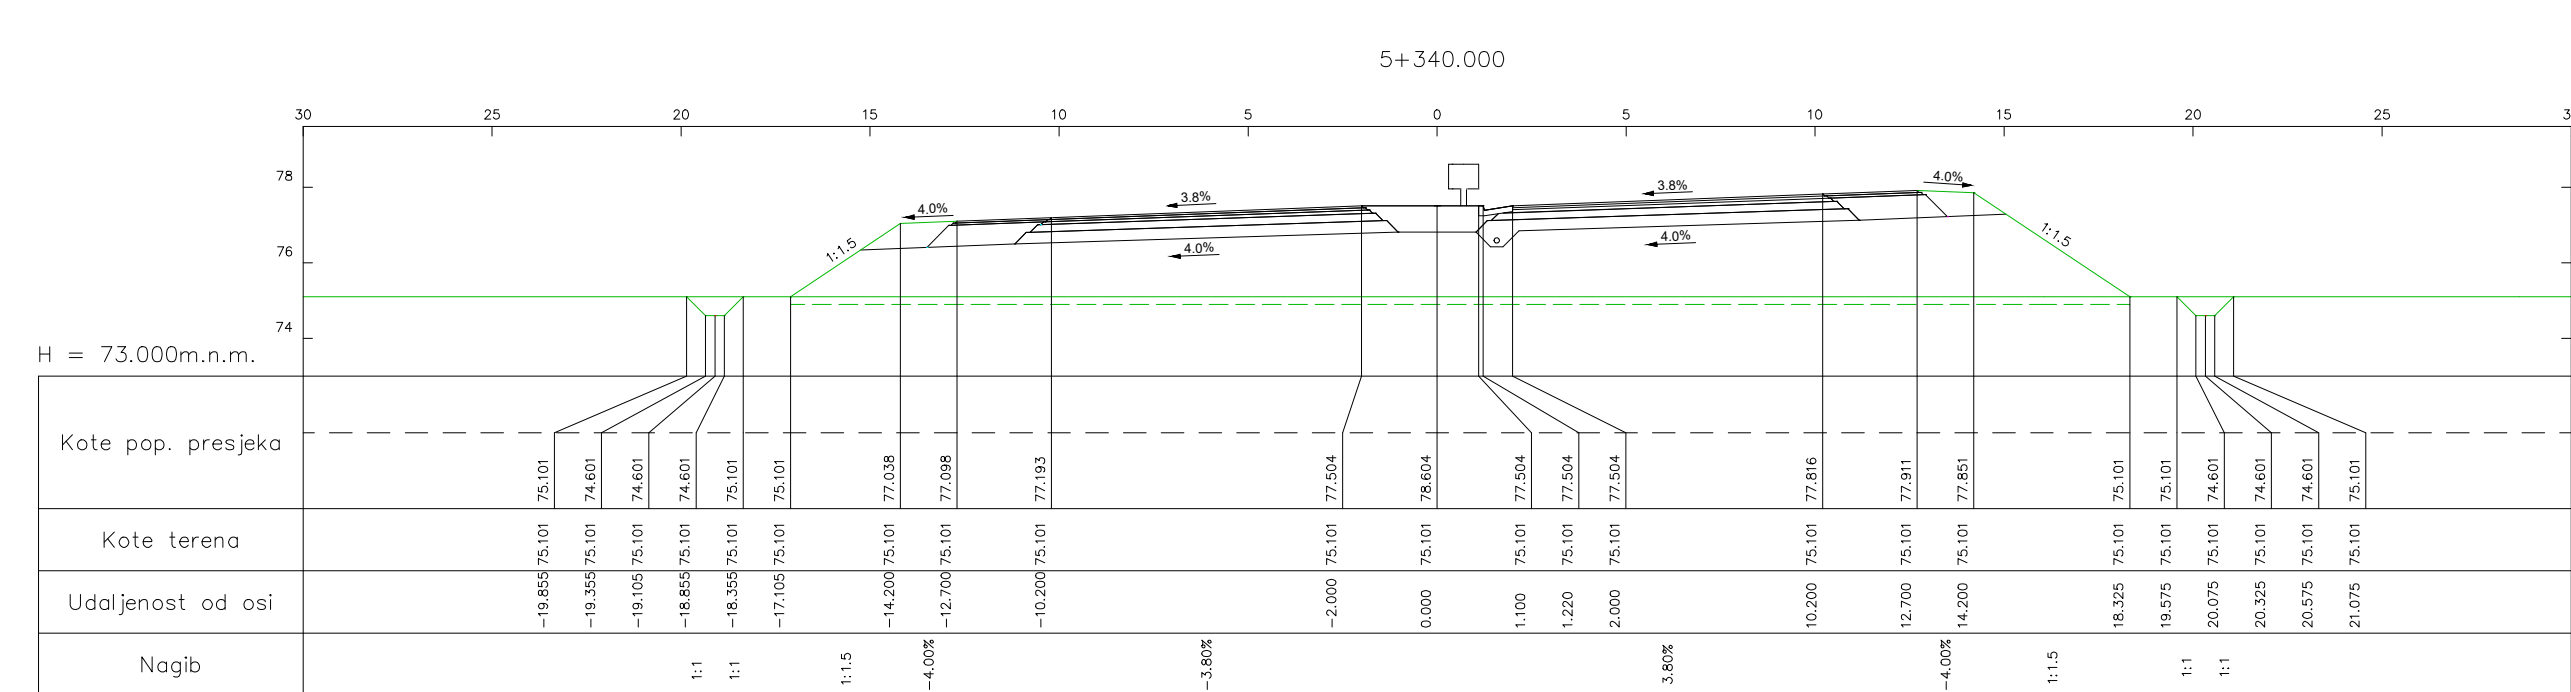 5+340.000
30 25 20 15 10 5 0 5 10 15 20 25 3
78
76
74
4.0% 3.8% 3.8% 4.0%
1:1.5 4.0% 4.0% 1:1.5
H = 73.000m.n.m.
Kote pop. presjeka 75.101 74.601 74.601 74.601 75.101 75.101 77.038 77.098 77.193 77.504 78.604 77.504 77.504 77.504 77.816 77.911 77.851 75.101 75.101 74.601 74.601 74.601 75.101
Kote terena 75.101 75.101 75.101 75.101 75.101 75.101 75.101 75.101 75.101 75.101 75.101 75.101 75.101 75.101 75.101 75.101 75.101 75.101 75.101 75.101 75.101 75.101 75.101
Udaljenost od osi -19.855 -19.355 -19.105 -18.855 -18.355 -17.105 -14.200 -12.700 -10.200 -2.000 0.000 1.100 1.220 2.000 10.200 12.700 14.200 18.325 19.575 20.075 20.325 20.575 21.075
Nagib 1:1 1:1 1:1.5 -4.00% -3.80% 3.80% -4.00% 1:1.5 1:1 1:1